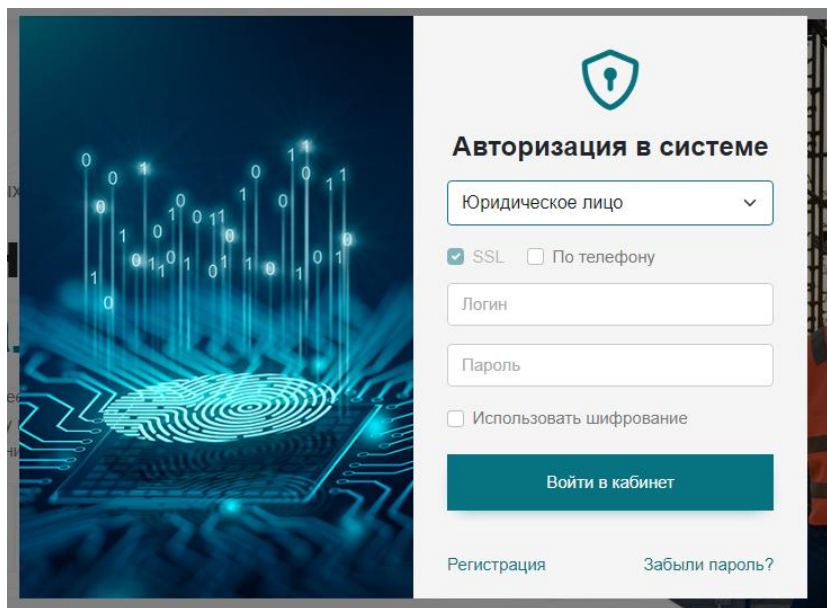 Авторизация в системе
Юридическое лицо
SSL По телефону
Логин
Пароль
Использовать шифрование
Войти в кабинет
Регистрация Забыли пароль?